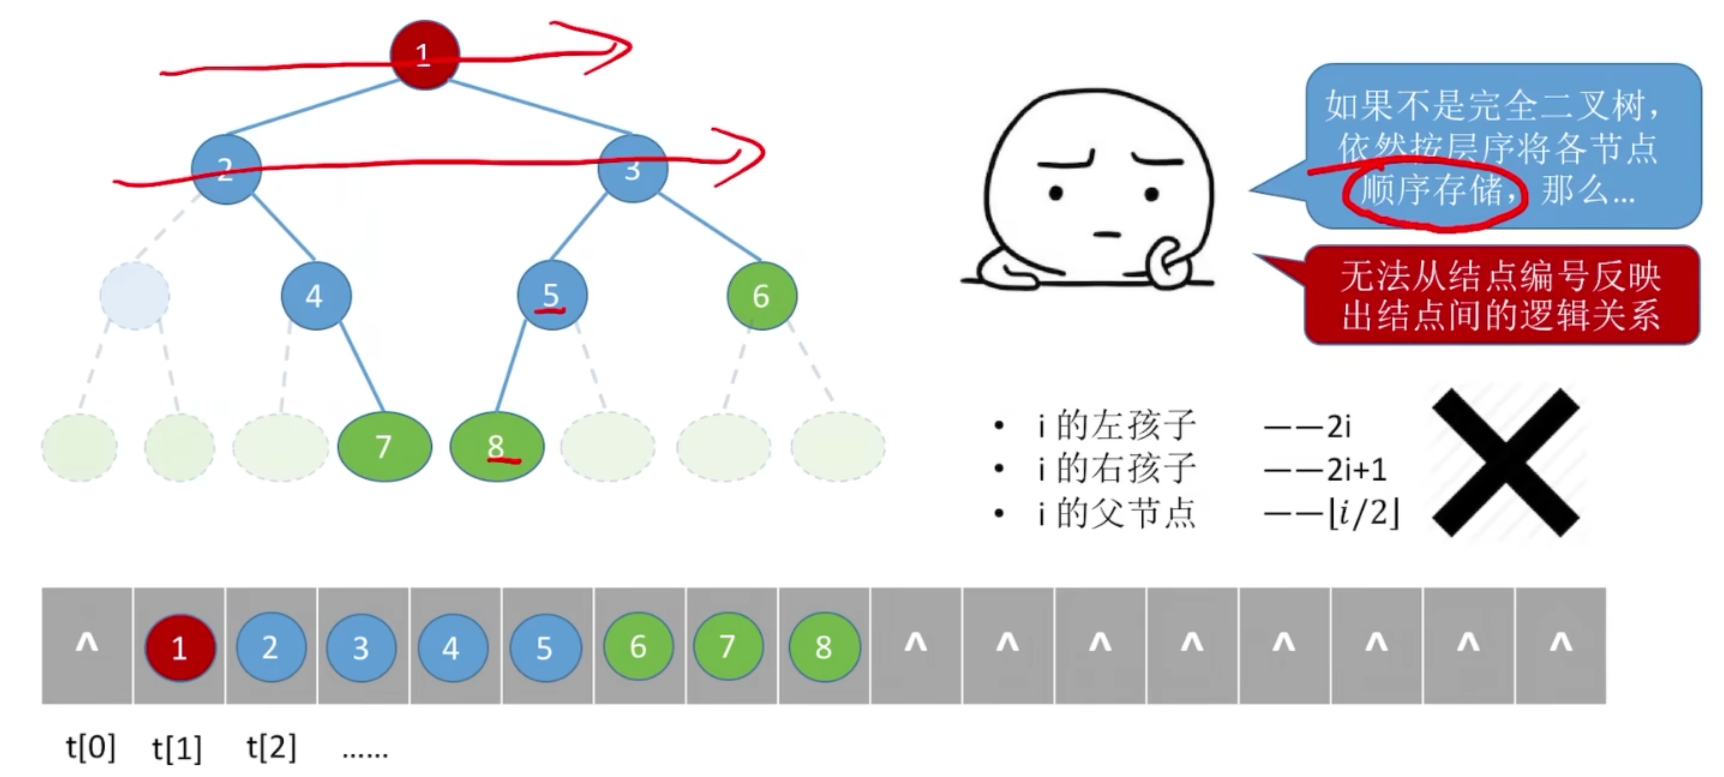 1
2
3
4
5
6
7
8
如果不是完全二叉树，
依然按层序将各节点
顺序存储，那么...
无法从结点编号反映
出结点间的逻辑关系
• i 的左孩子 ——2i
• i 的右孩子 ——2i+1
• i 的父节点 ——⌊i/2⌋
^ 1 2 3 4 5 6 7 8 ^ ^ ^ ^ ^ ^ ^ ^
t[0] t[1] t[2] ......